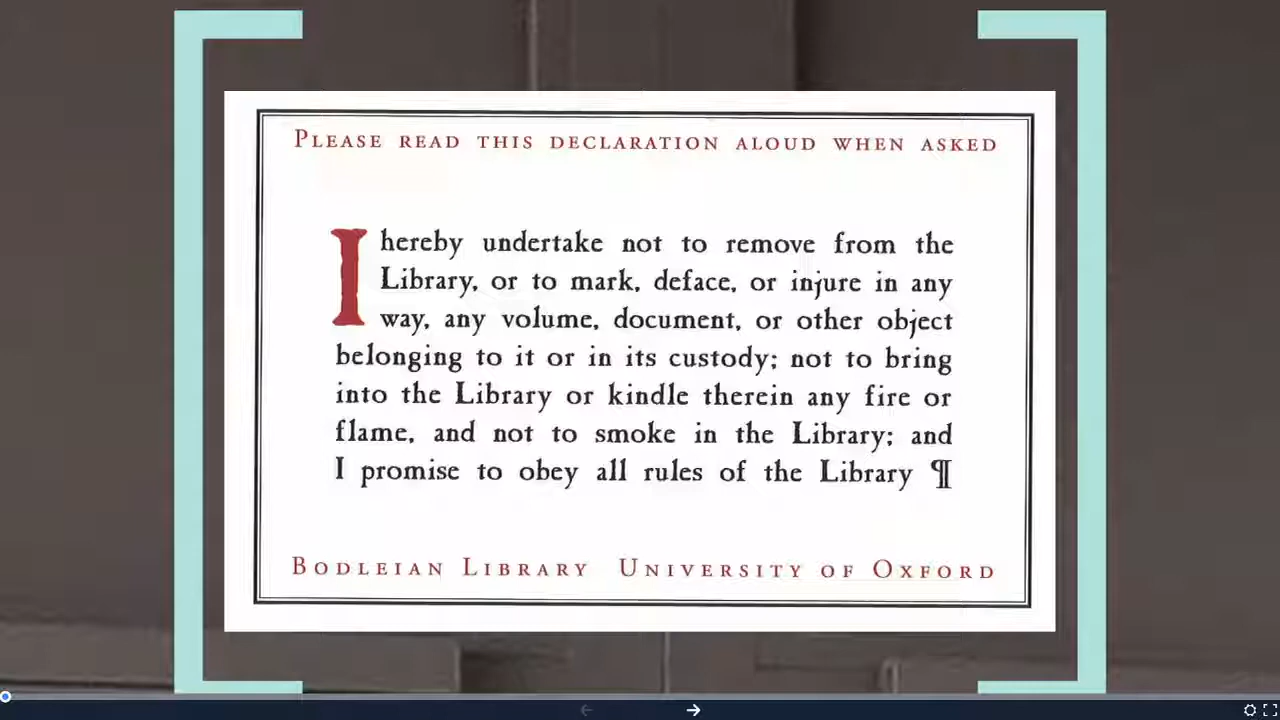 PLEASE READ THIS DECLARATION ALOUD WHEN ASKED
I hereby undertake not to remove from the
Library, or to mark, deface, or injure in any
way, any volume, document, or other object
belonging to it or in its custody; not to bring
into the Library or kindle therein any fire or
flame, and not to smoke in the Library; and
I promise to obey all rules of the Library ¶
BODLEIAN LIBRARY UNIVERSITY OF OXFORD